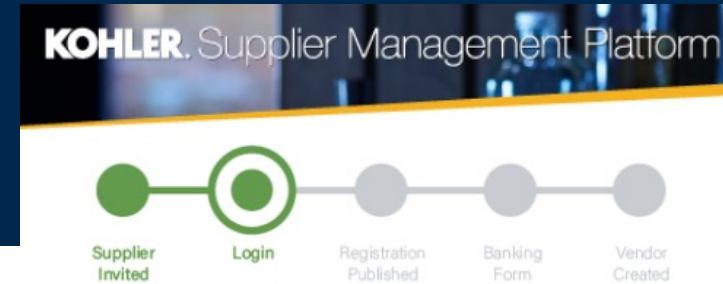 KOHLER. Supplier Management Platform
Supplier Invited
Login
Registration Published
Banking Form
Vendor Created